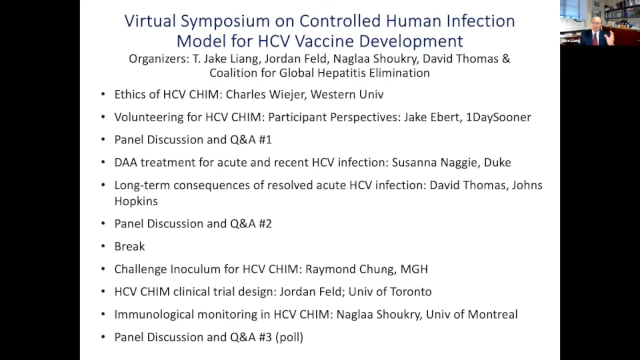 Virtual Symposium on Controlled Human Infection
Model for HCV Vaccine Development
Organizers: T. Jake Liang, Jordan Feld, Naglaa Shoukry, David Thomas &
Coalition for Global Hepatitis Elimination
• Ethics of HCV CHIM: Charles Wiejer, Western Univ
• Volunteering for HCV CHIM: Participant Perspectives: Jake Ebert, 1DaySooner
• Panel Discussion and Q&A #1
• DAA treatment for acute and recent HCV infection: Susanna Naggie, Duke
• Long-term consequences of resolved acute HCV infection: David Thomas, Johns
Hopkins
• Panel Discussion and Q&A #2
• Break
• Challenge Inoculum for HCV CHIM: Raymond Chung, MGH
• HCV CHIM clinical trial design: Jordan Feld; Univ of Toronto
• Immunological monitoring in HCV CHIM: Naglaa Shoukry, Univ of Montreal
• Panel Discussion and Q&A #3 (poll)